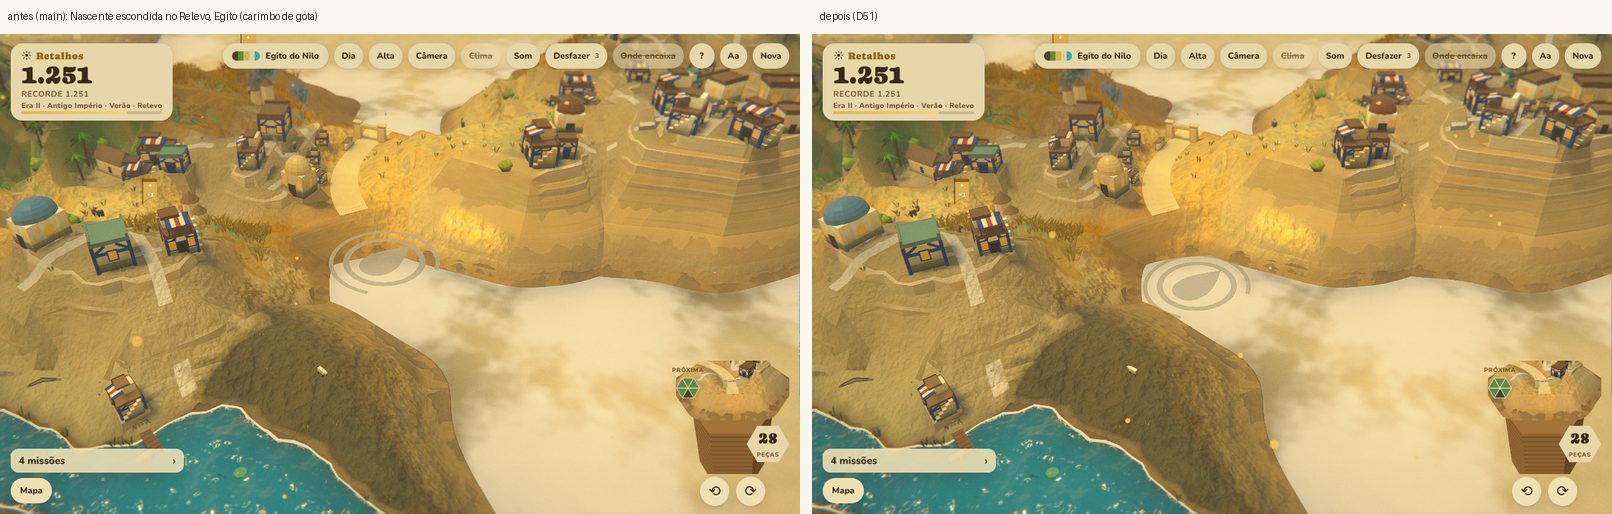 antes (main): Nascente escondida no Relevo, Egito (carimbo de gota)
Retalhos
1.251
RECORDE 1.251
Era II · Antigo Império · Verão · Relevo
Egito do Nilo
Dia
Alta
Câmera
Clima
Som
Desfazer 3
Onde encaixa
?
Aa
Nova
+1
PRÓXIMA
28
PEÇAS
4 missões ›
Mapa
depois (D51)
Retalhos
1.251
RECORDE 1.251
Era II · Antigo Império · Verão · Relevo
Egito do Nilo
Dia
Alta
Câmera
Clima
Som
Desfazer 3
Onde encaixa
?
Aa
Nova
+1
PRÓXIMA
28
PEÇAS
4 missões ›
Mapa